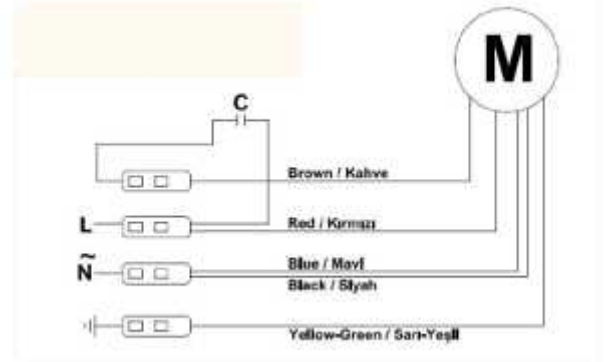 M
C
Brown / Kahve
L
Red / Kırmızı
Ñ
Blue / Mavi
Black / Siyah
Yellow-Green / Sarı-Yeşil